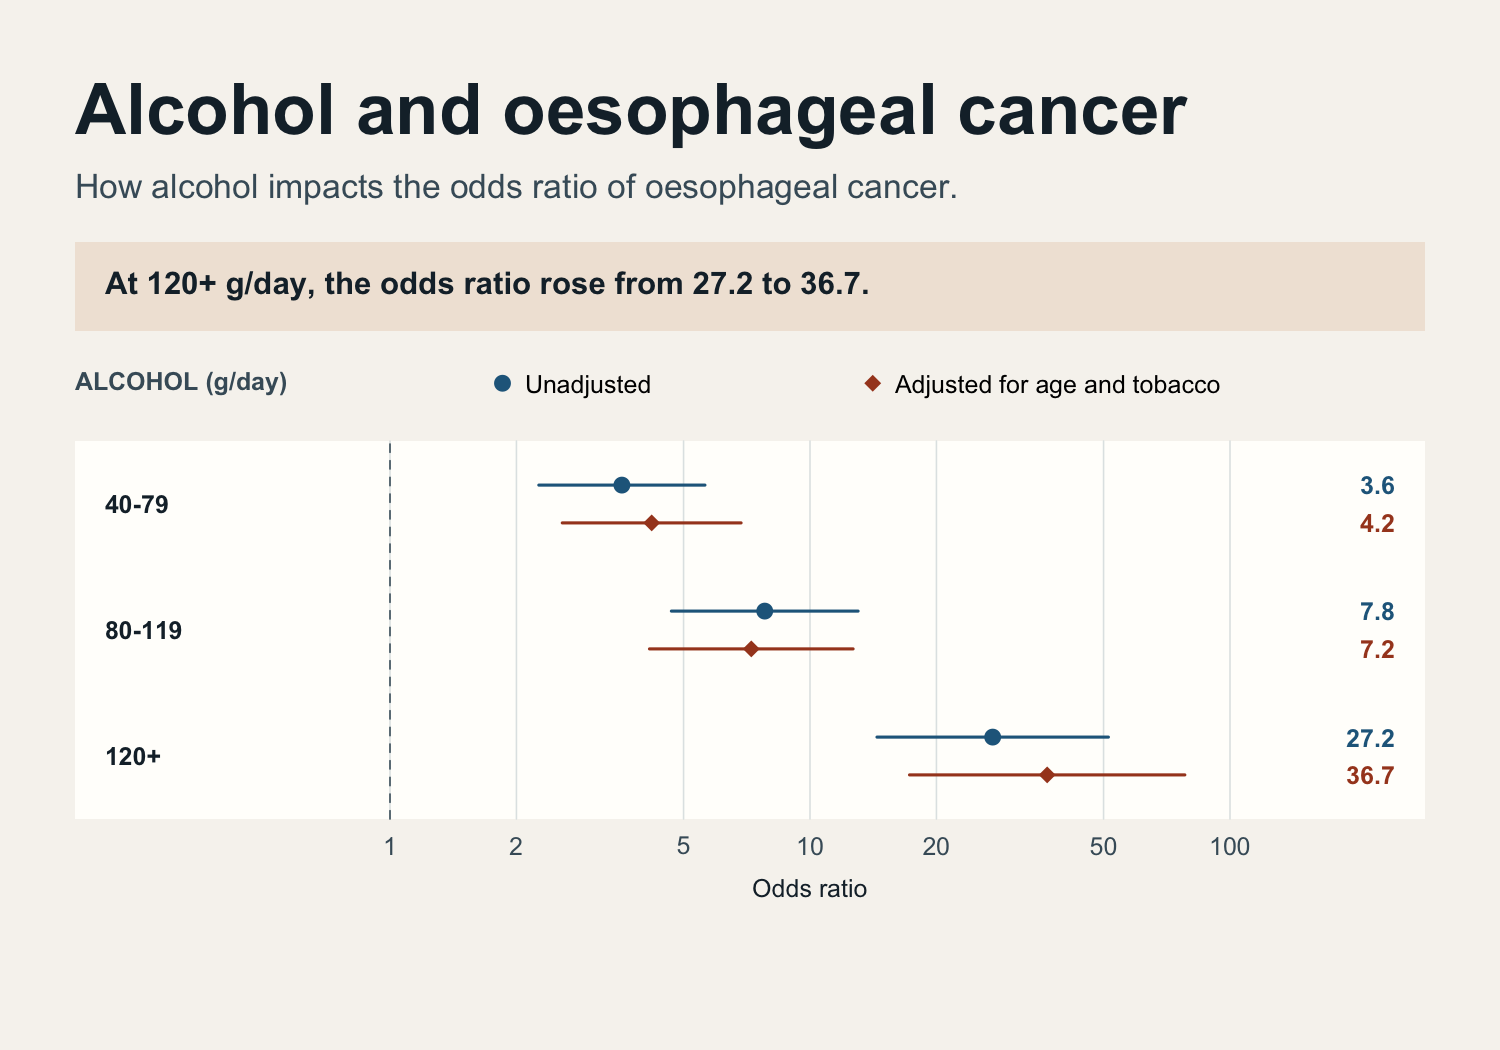 Alcohol and oesophageal cancer
How alcohol impacts the odds ratio of oesophageal cancer.
At 120+ g/day, the odds ratio rose from 27.2 to 36.7.
ALCOHOL (g/day) Unadjusted Adjusted for age and tobacco
40-79
3.6
4.2
80-119
7.8
7.2
120+
27.2
36.7
1 2 5 10 20 50 100
Odds ratio